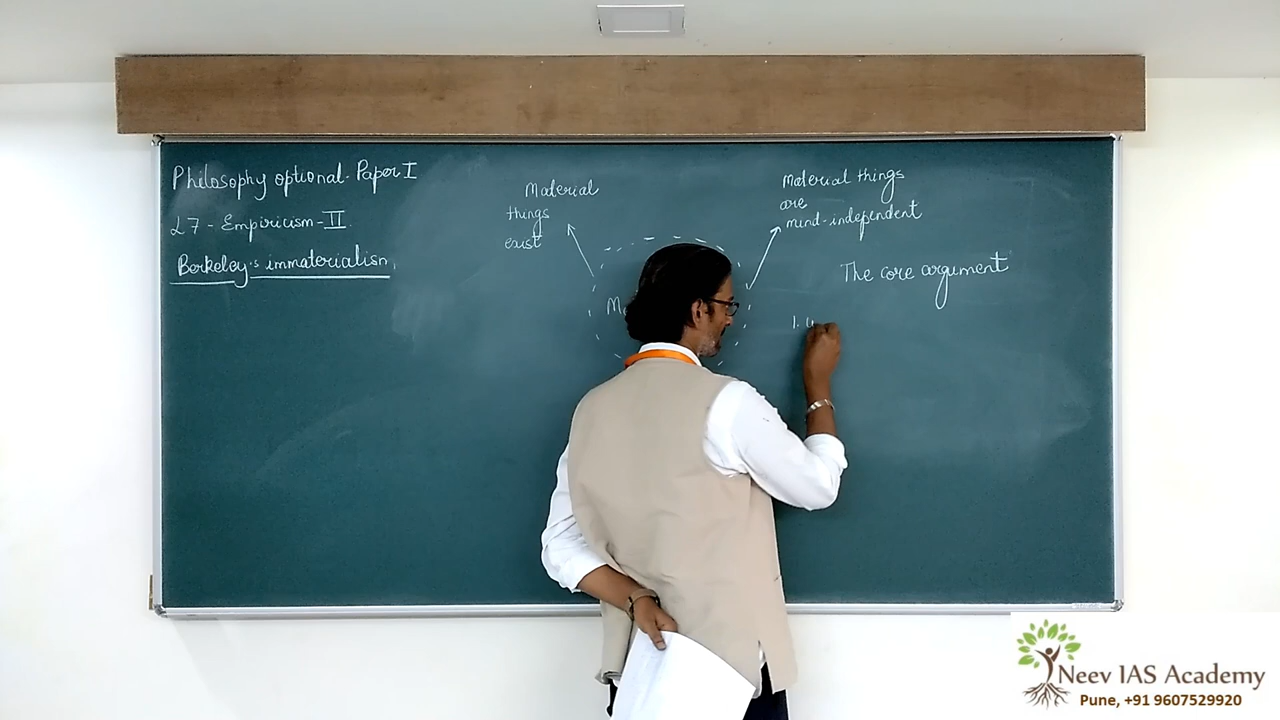 Philosophy optional - Paper I
L7 - Empiricism - II
Berkeley's immaterialism
Material
things
exist
Material things
are
mind-independent
The core argument
1.
Neev IAS Academy
Pune, +91 9607529920